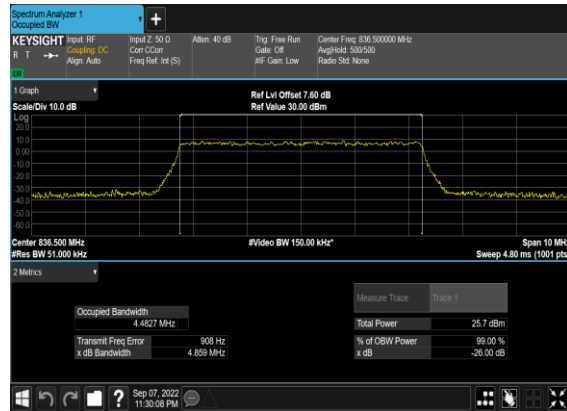 Spectrum Analyzer 1
Occupied BW
+
KEYSIGHT Input: RF Input Z: 50 Ω Atten: 40 dB Trig: Free Run Center Freq: 836.500000 MHz
R T Coupling: DC Corr CCorr Gate: Off Avg|Hold: 500/500
Align: Auto Freq Ref: Int (S) #IF Gain: Low Radio Std: None
LXI
1 Graph Ref Lvl Offset 7.60 dB
Scale/Div 10.0 dB Ref Value 30.00 dBm
Log
20.0
10.0
0.00
-10.0
-20.0
-30.0
-40.0
-50.0
-60.0
Center 836.500 MHz #Video BW 150.00 kHz* Span 10 MHz
#Res BW 51.000 kHz Sweep 4.80 ms (1001 pts
2 Metrics
Measure Trace Trace 1
Occupied Bandwidth
4.4827 MHz Total Power 25.7 dBm
Transmit Freq Error 908 Hz % of OBW Power 99.00 %
x dB Bandwidth 4.859 MHz x dB -26.00 dB
? Sep 07, 2022
11:30:08 PM